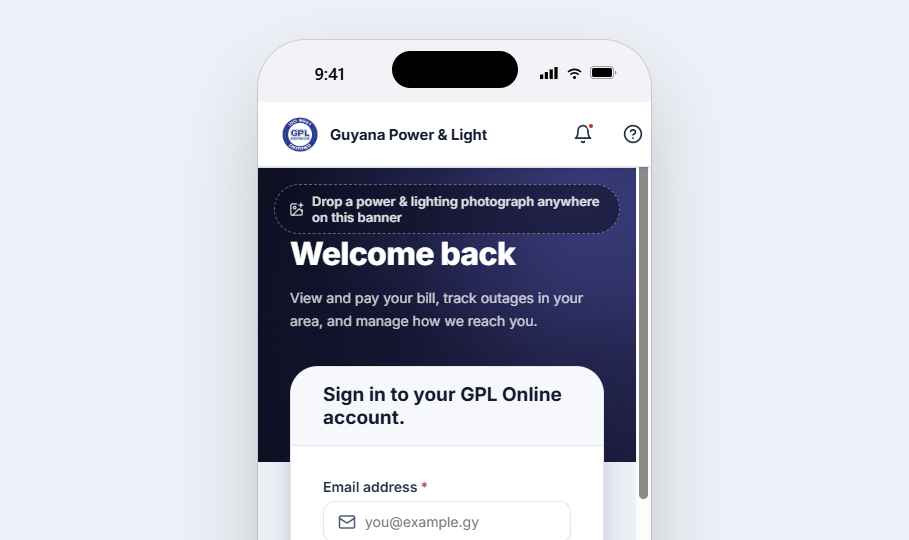 9:41
GPL
Guyana Power & Light
Drop a power & lighting photograph anywhere
on this banner
Welcome back
View and pay your bill, track outages in your
area, and manage how we reach you.
Sign in to your GPL Online
account.
Email address *
you@example.gy